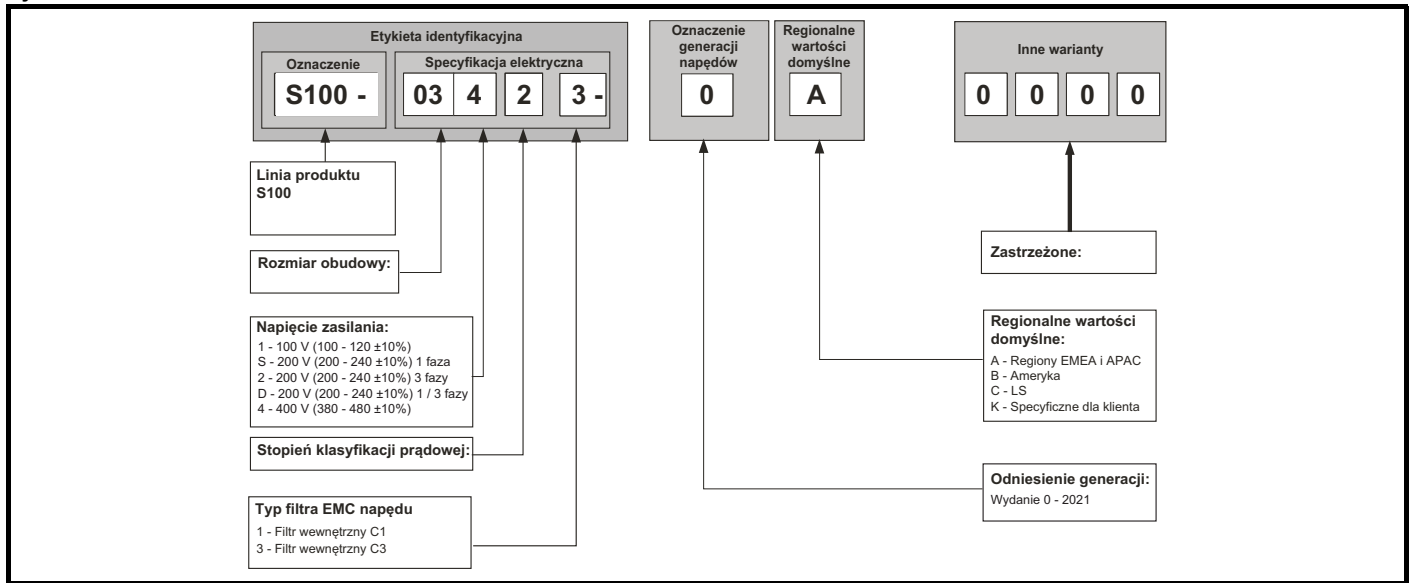 Etykieta identyfikacyjna
Oznaczenie
Specyfikacja elektryczna
S100 -
03 4 2 3 -
Oznaczenie
generacji
napędów
0
Regionalne
wartości
domyślne
A
Inne warianty
0 0 0 0
Linia produktu
S100
Rozmiar obudowy:
Napięcie zasilania:
1 - 100 V (100 - 120 ±10%)
S - 200 V (200 - 240 ±10%) 1 faza
2 - 200 V (200 - 240 ±10%) 3 fazy
D - 200 V (200 - 240 ±10%) 1 / 3 fazy
4 - 400 V (380 - 480 ±10%)
Stopień klasyfikacji prądowej:
Typ filtra EMC napędu
1 - Filtr wewnętrzny C1
3 - Filtr wewnętrzny C3
Zastrzeżone:
Regionalne wartości
domyślne:
A - Regiony EMEA i APAC
B - Ameryka
C - LS
K - Specyficzne dla klienta
Odniesienie generacji:
Wydanie 0 - 2021